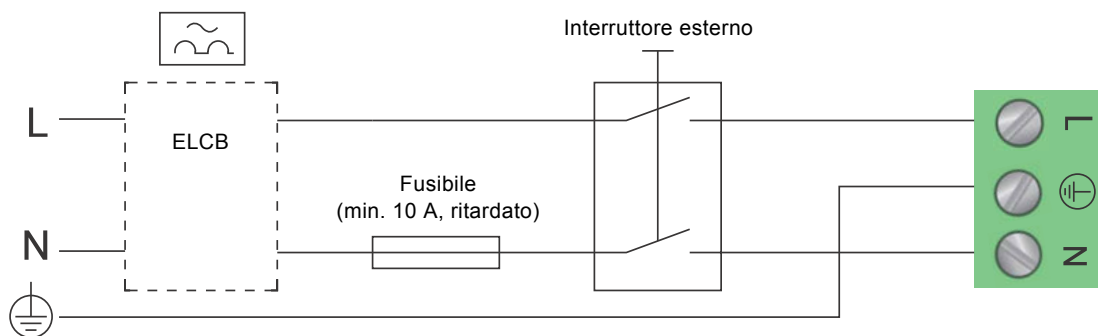 Interruttore esterno
L
ELCB
Fusibile
(min. 10 A, ritardato)
N
L
N